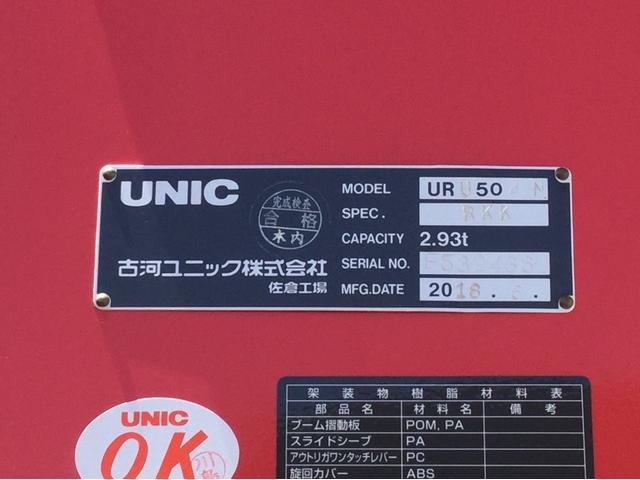 UNIC
完成検査
合格
木内
古河ユニック株式会社
佐倉工場
MODEL URU504N
SPEC. RKK
CAPACITY 2.93t
SERIAL NO.
MFG.DATE 2018.6.
UNIC
OK
架装物樹脂材料表
部品名 材料名 備考
ブーム摺動板 POM, PA
スライドシーブ PA
アウトリガワンタッチレバー PC
旋回カバー ABS